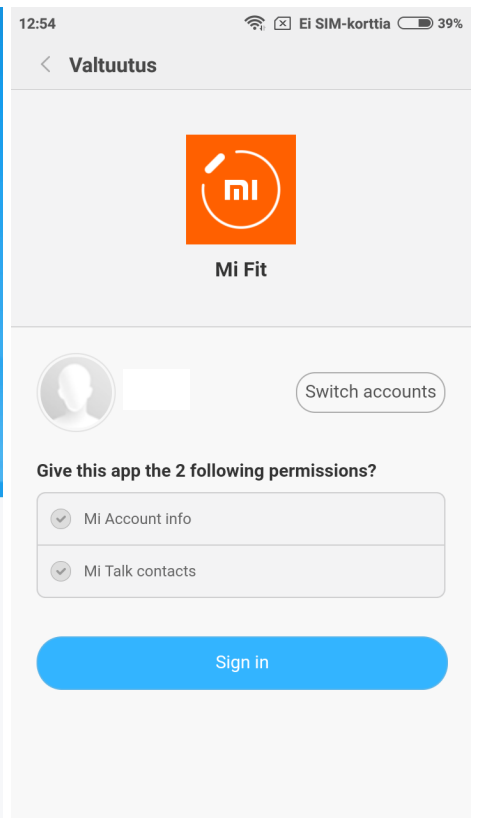 12:54 Ei SIM-korttia 39%
Valtuutus
mi
Mi Fit
Switch accounts
Give this app the 2 following permissions?
Mi Account info
Mi Talk contacts
Sign in